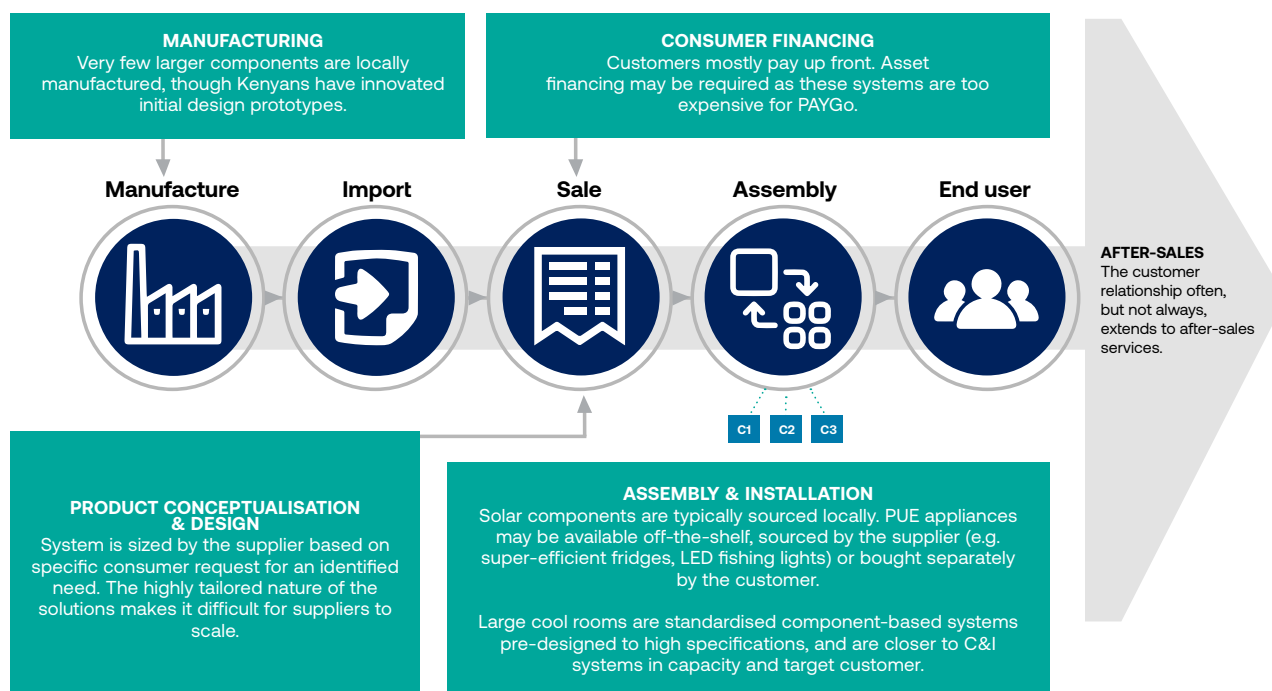 MANUFACTURING
Very few larger components are locally
manufactured, though Kenyans have innovated
initial design prototypes.
CONSUMER FINANCING
Customers mostly pay up front. Asset
financing may be required as these systems are too
expensive for PAYGo.
Manufacture
Import
Sale
Assembly
End user
AFTER-SALES
The customer
relationship often,
but not always,
extends to after-sales
services.
C1
C2
C3
PRODUCT CONCEPTUALISATION
& DESIGN
System is sized by the supplier based on
specific consumer request for an identified
need. The highly tailored nature of the
solutions makes it difficult for suppliers to
scale.
ASSEMBLY & INSTALLATION
Solar components are typically sourced locally. PUE appliances
may be available off-the-shelf, sourced by the supplier (e.g.
super-efficient fridges, LED fishing lights) or bought separately
by the customer.
Large cool rooms are standardised component-based systems
pre-designed to high specifications, and are closer to C&I
systems in capacity and target customer.